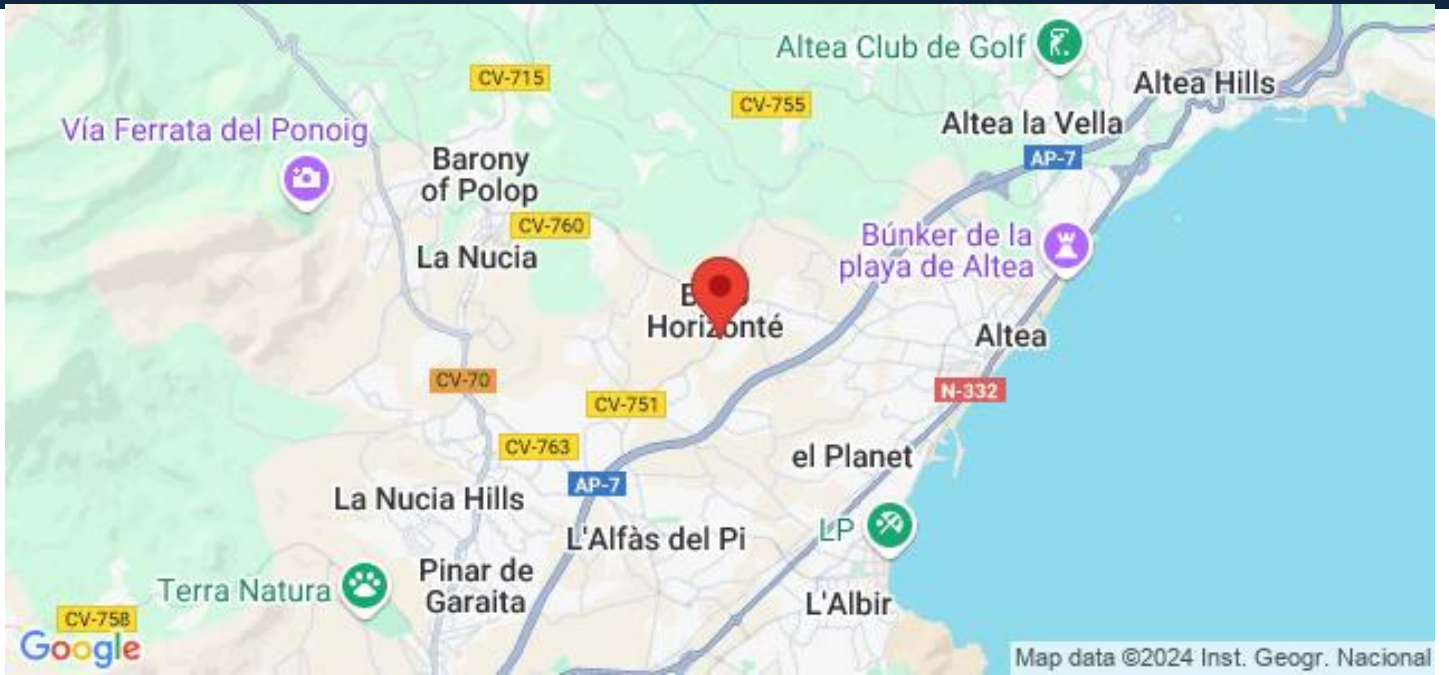 Altea Club de Golf
CV-715
Altea Hills
CV-755
Vía Ferrata del Ponoig
Altea la Vella
Barony
of Polop
AP-7
CV-760
Búnker de la
playa de Altea
La Nucia
Horizonté
Altea
CV-70
N-332
CV-751
CV-763
el Planet
AP-7
La Nucia Hills
LP
L'Alfàs del Pi
Pinar de
Garaita
Terra Natura
L'Albir
CV-758
Google
Map data ©2024 Inst. Geogr. Nacional